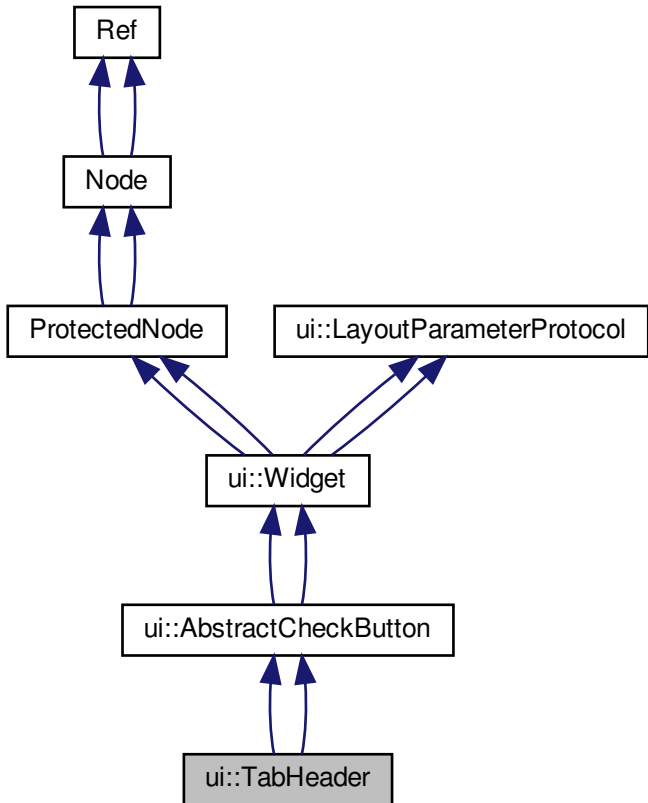 Ref
Node
ProtectedNode
ui::LayoutParameterProtocol
ui::Widget
ui::AbstractCheckButton
ui::TabHeader